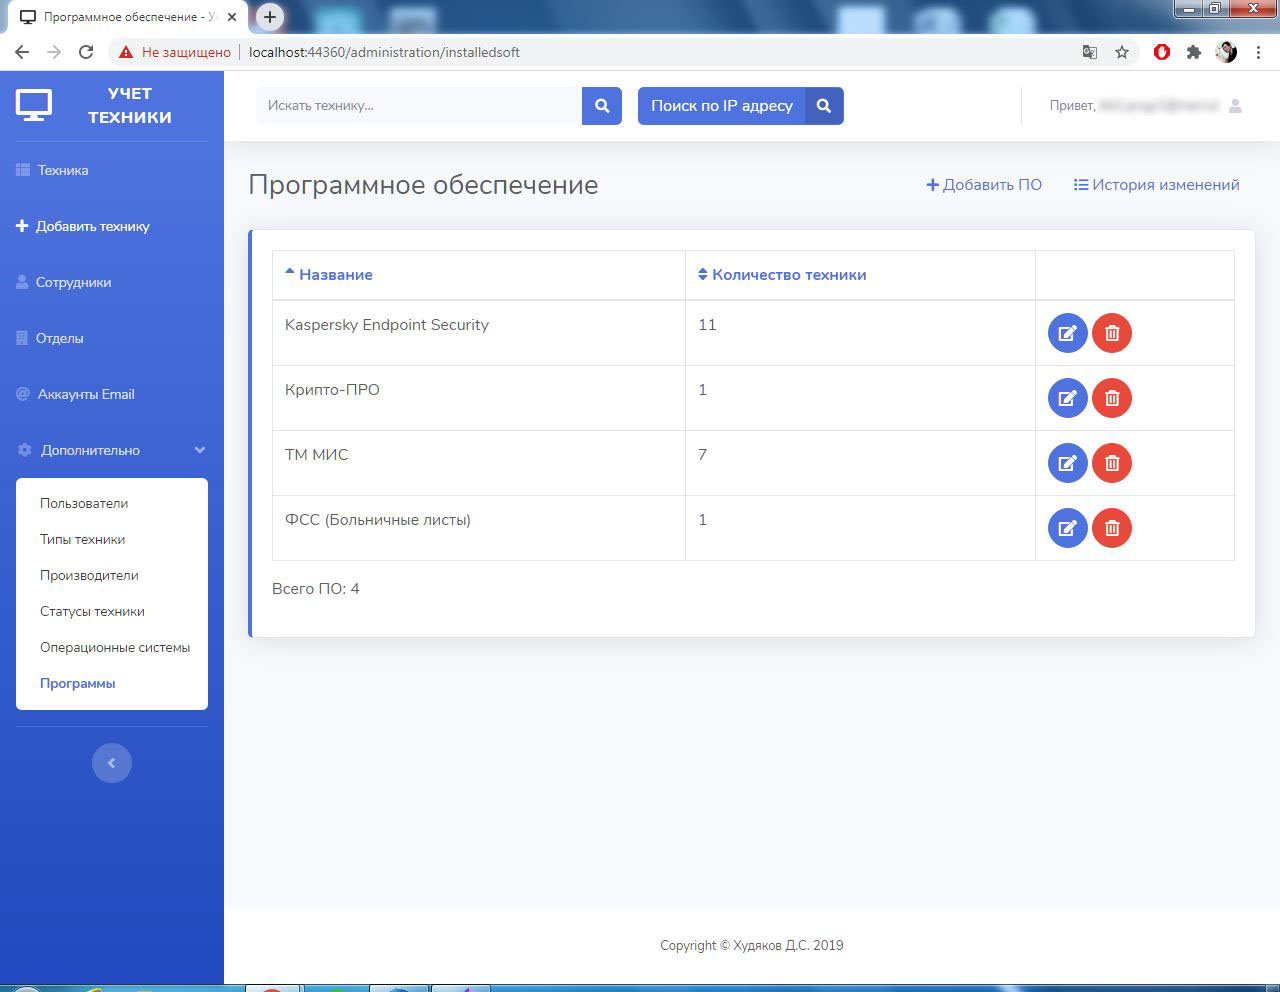 Программное обеспечение - Уч
Не защищено
localhost:44360/administration/installedsoft
УЧЕТ
ТЕХНИКИ
Искать технику...
Поиск по IP адресу
Привет,
Техника
Добавить технику
Сотрудники
Отделы
Аккаунты Email
Дополнительно
Пользователи
Типы техники
Производители
Статусы техники
Операционные системы
Программы
Программное обеспечение
Добавить ПО
История изменений
Название
Количество техники
Kaspersky Endpoint Security
11
Крипто-ПРО
1
ТМ МИС
7
ФСС (Больничные листы)
1
Всего ПО: 4
Copyright © Худяков Д.С. 2019